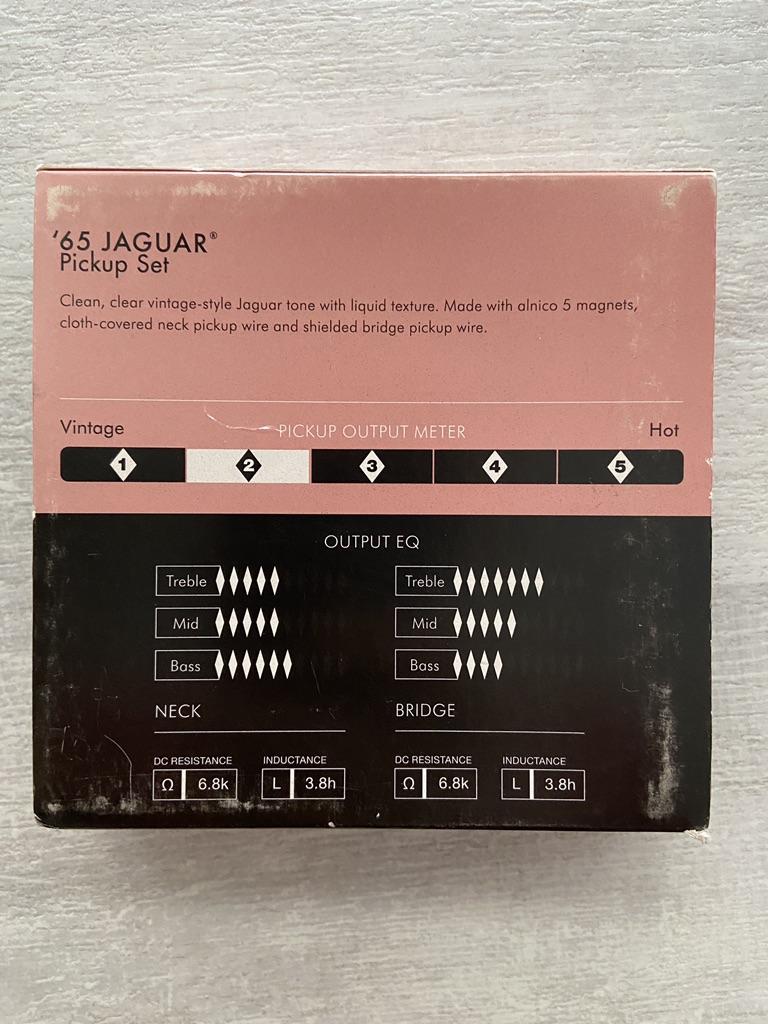 ‘65 JAGUAR®
Pickup Set
Clean, clear vintage-style Jaguar tone with liquid texture. Made with alnico 5 magnets,
cloth-covered neck pickup wire and shielded bridge pickup wire.
Vintage PICKUP OUTPUT METER Hot
1 2 3 4 5
OUTPUT EQ
Treble Treble
Mid Mid
Bass Bass
NECK BRIDGE
DC RESISTANCE INDUCTANCE DC RESISTANCE INDUCTANCE
Ω 6.8k L 3.8h Ω 6.8k L 3.8h